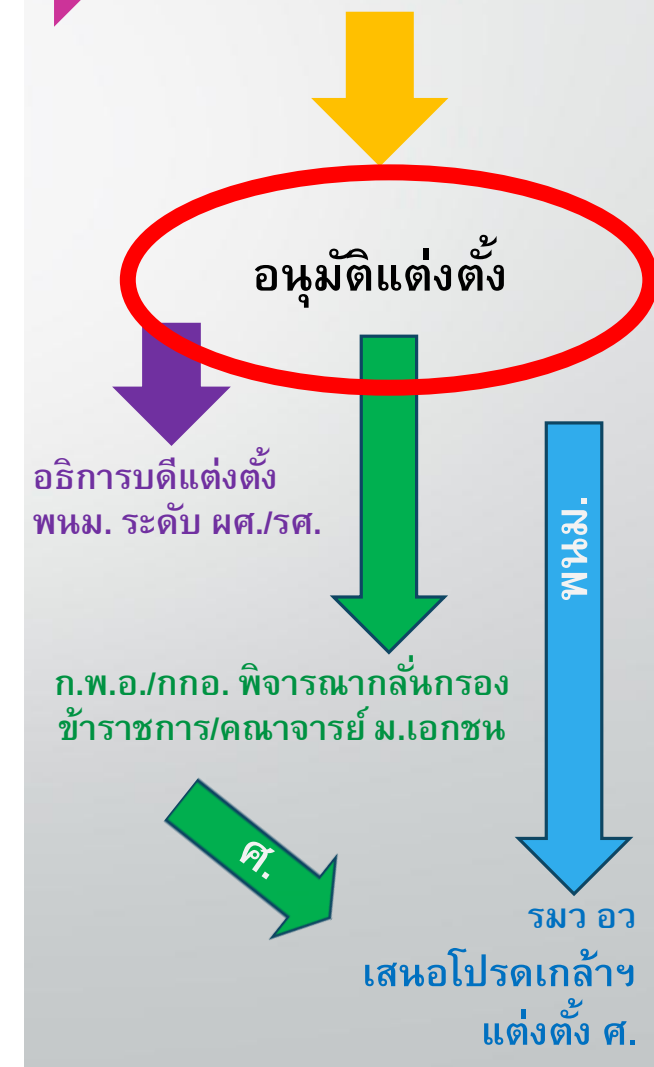 อนุมัติแต่งตั้ง
อธิการบดีแต่งตั้ง
พนม. ระดับ ผศ./รศ.
พนม.
ก.พ.อ./กกอ. พิจารณากลั่นกรอง
ข้าราชการ/คณาจารย์ ม.เอกชน
ศ.
รมว อว
เสนอโปรดเกล้าฯ
แต่งตั้ง ศ.